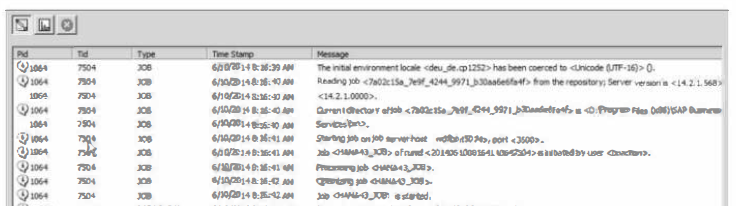 Pid Tid Type Time Stamp Message
1064 7504 JOB 6/10/2014 8:16:39 AM The initial environment locale <deu_de.cp1252> has been coerced to <Unicode (UTF-16)> ().
1064 7504 JOB 6/10/2014 8:16:40 AM Reading job <7a02c15a_7e9f_4244_9971_b30aa6e6fa4f> from the repository; Server version is <14.2.1.568>
1064 7504 JOB 6/10/2014 8:16:40 AM <14.2.1.0000>.
1064 7504 JOB 6/10/2014 8:16:40 AM Current directory of job <7a02c15a_7e9f_4244_9971_b30aa6e6fa4f> is <D:\Program Files (x86)\SAP Business
1064 7504 JOB 6/10/2014 8:16:40 AM Services\bin>.
1064 7504 JOB 6/10/2014 8:16:41 AM Starting job on job server host port <3500>.
1064 7504 JOB 6/10/2014 8:16:41 AM Job <HANA43_JOB> of runid is initiated by user
1064 7504 JOB 6/10/2014 8:16:41 AM Processing job <HANA43_JOB>.
1064 7504 JOB 6/10/2014 8:16:42 AM Optimizing job <HANA43_JOB>.
1064 7504 JOB 6/10/2014 8:16:42 AM Job <HANA43_JOB> is started.